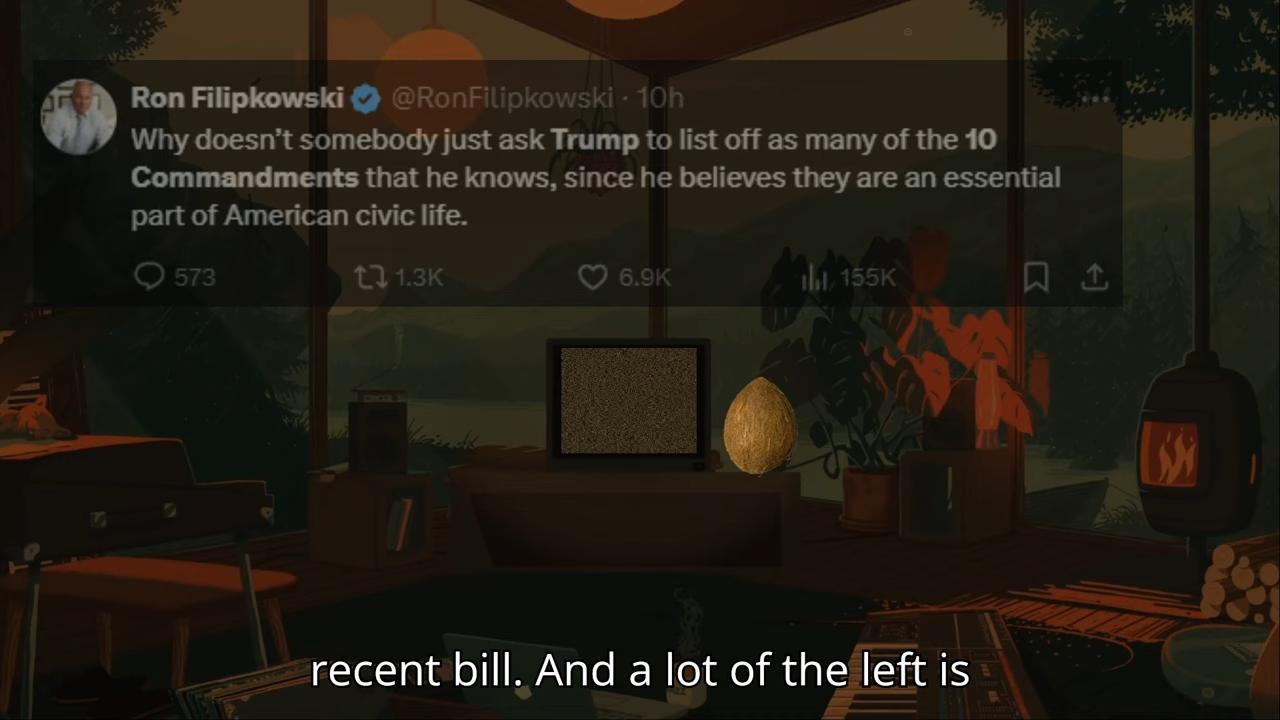 Ron Filipkowski @RonFilipkowski · 10h
Why doesn't somebody just ask Trump to list off as many of the 10
Commandments that he knows, since he believes they are an essential
part of American civic life.
573 1.3K 6.9K 155K
recent bill. And a lot of the left is